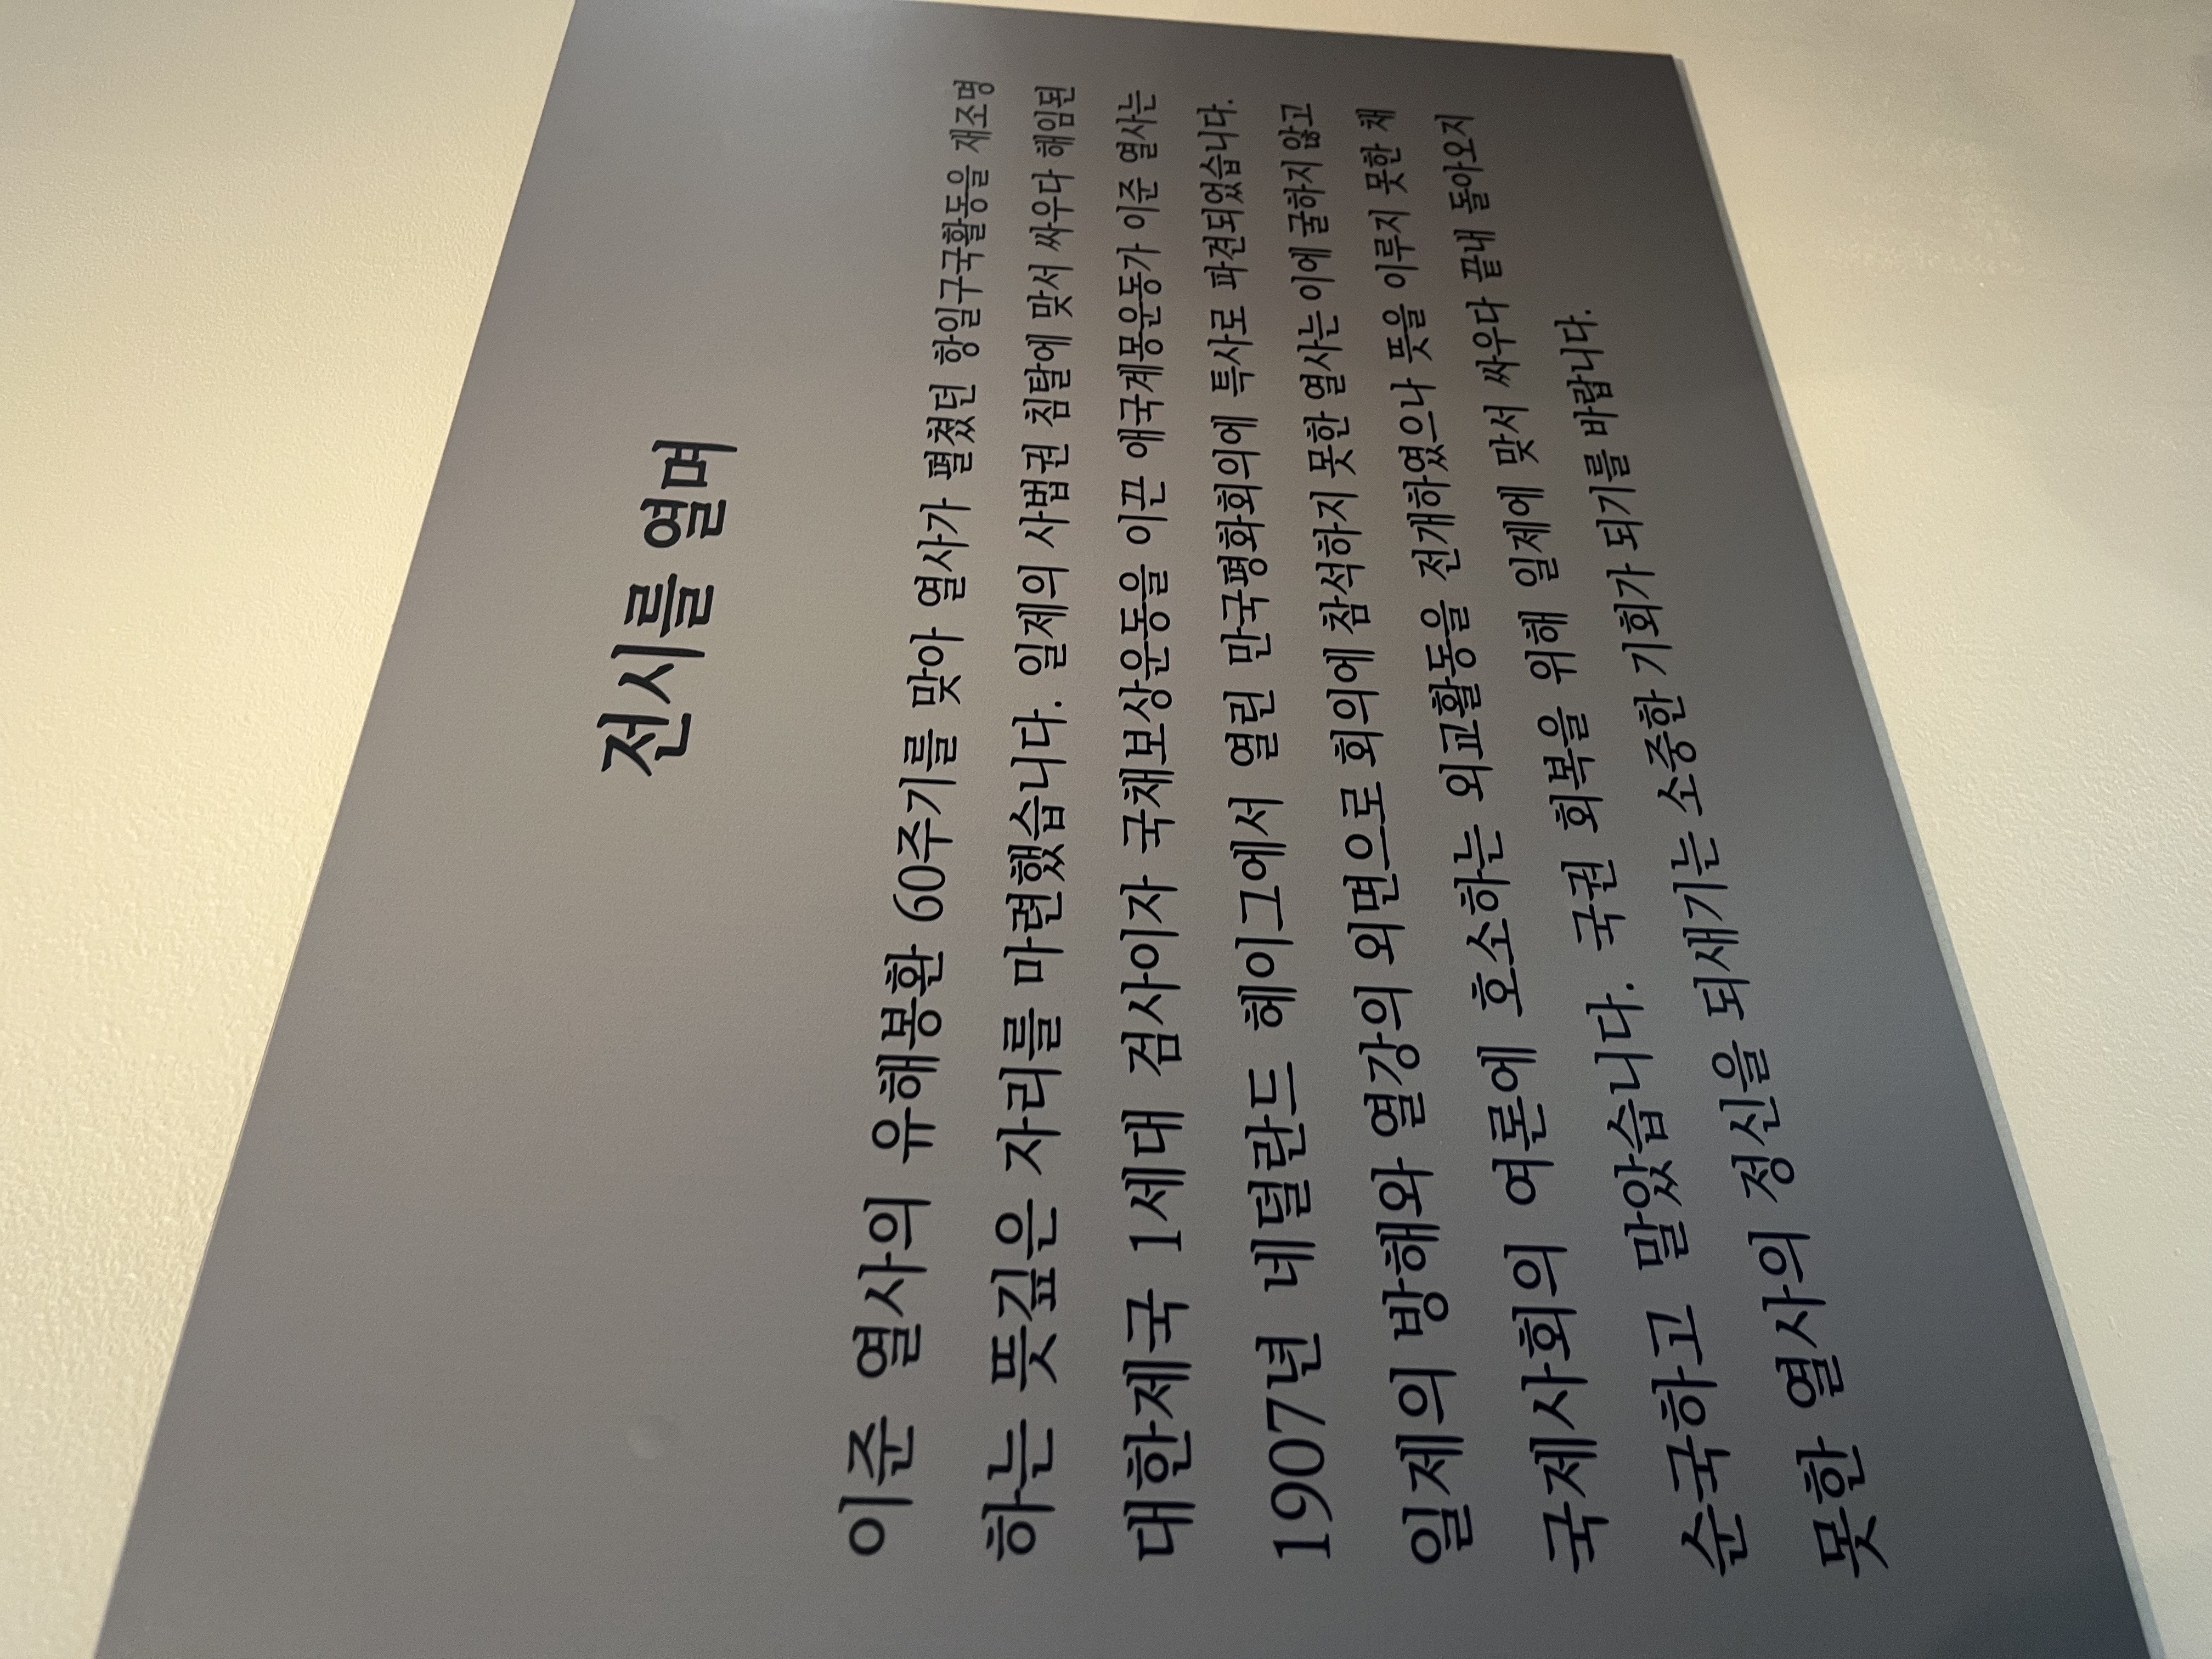 전시를 열며
이준 열사의 유해봉환 60주기를 맞아 열사가 펼쳤던 항일구국활동을 재조명
하는 뜻깊은 자리를 마련했습니다. 일제의 사법권 침탈에 맞서 싸우다 해임된
대한제국 1세대 검사이자 국채보상운동을 이끈 애국계몽운동가 이준 열사는
1907년 네덜란드 헤이그에서 열린 만국평화회의에 특사로 파견되었습니다.
일제의 방해와 열강의 외면으로 회의에 참석하지 못한 열사는 이에 굴하지 않고
국제사회의 여론에 호소하는 외교활동을 전개하였으나 뜻을 이루지 못한 채
순국하고 말았습니다. 국권 회복을 위해 일제에 맞서 싸우다 끝내 돌아오지
못한 열사의 정신을 되새기는 소중한 기회가 되기를 바랍니다.